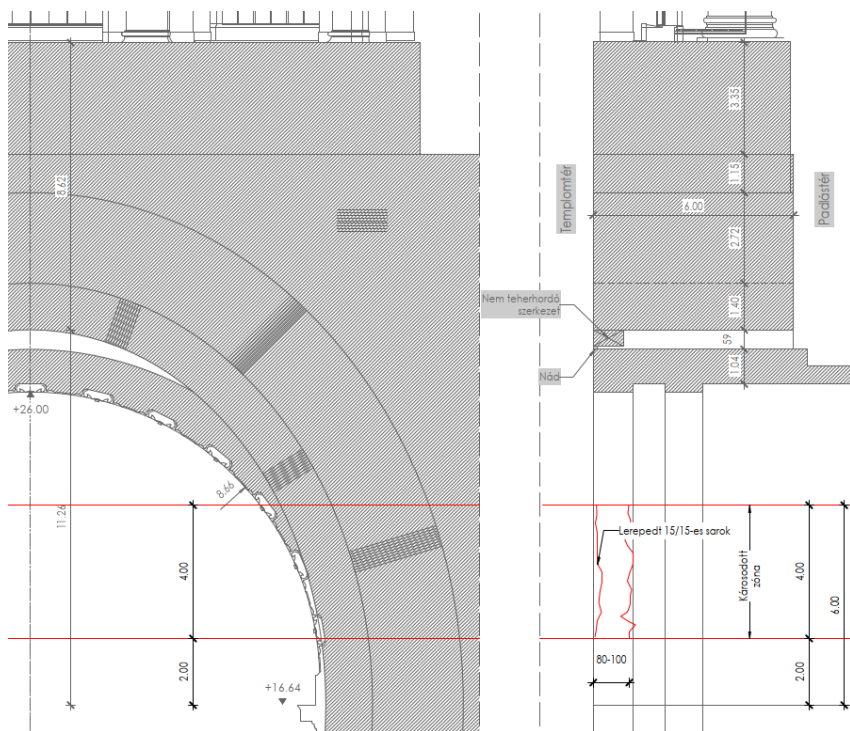 8.62
+26.00
11.26
8.66
4.00
2.00
+16.64
Templomtér
Padlástér
3.35
1.15
6.00
2.72
1.40
59
1.04
Nem teherhordó
szerkezet
Nád
Lerepedt 15/15-es sarok
Károsodott
zóna
4.00
6.00
80-100
2.00